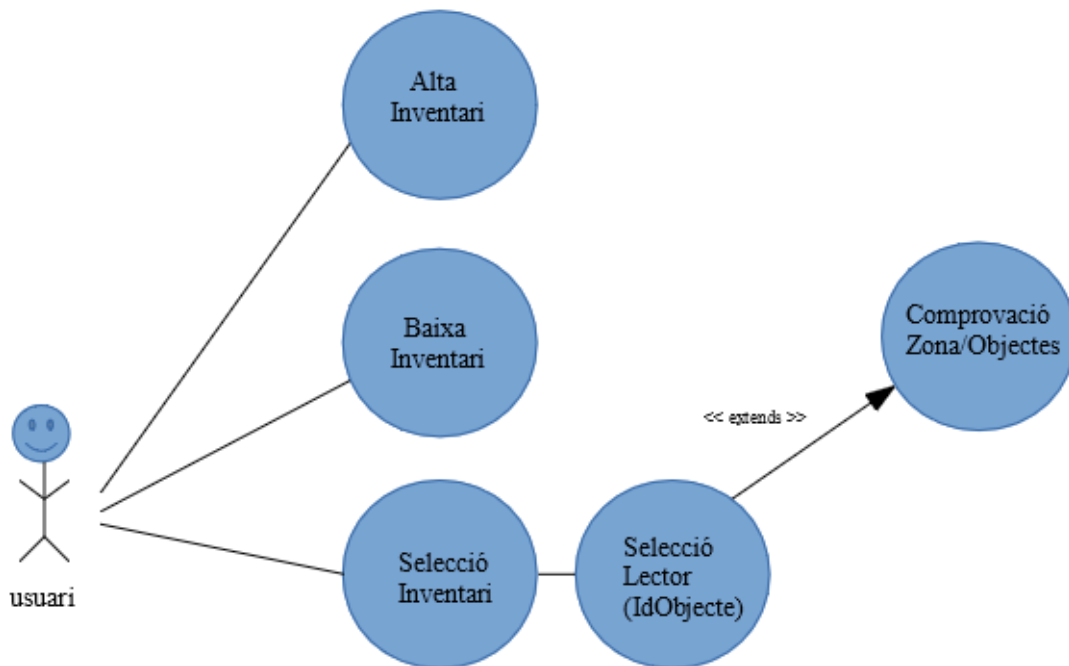 Alta
Inventari
Baixa
Inventari
Comprovació
Zona/Objectes
<< extends >>
Selecció
Inventari
Selecció
Lector
(IdObjecte)
usuari